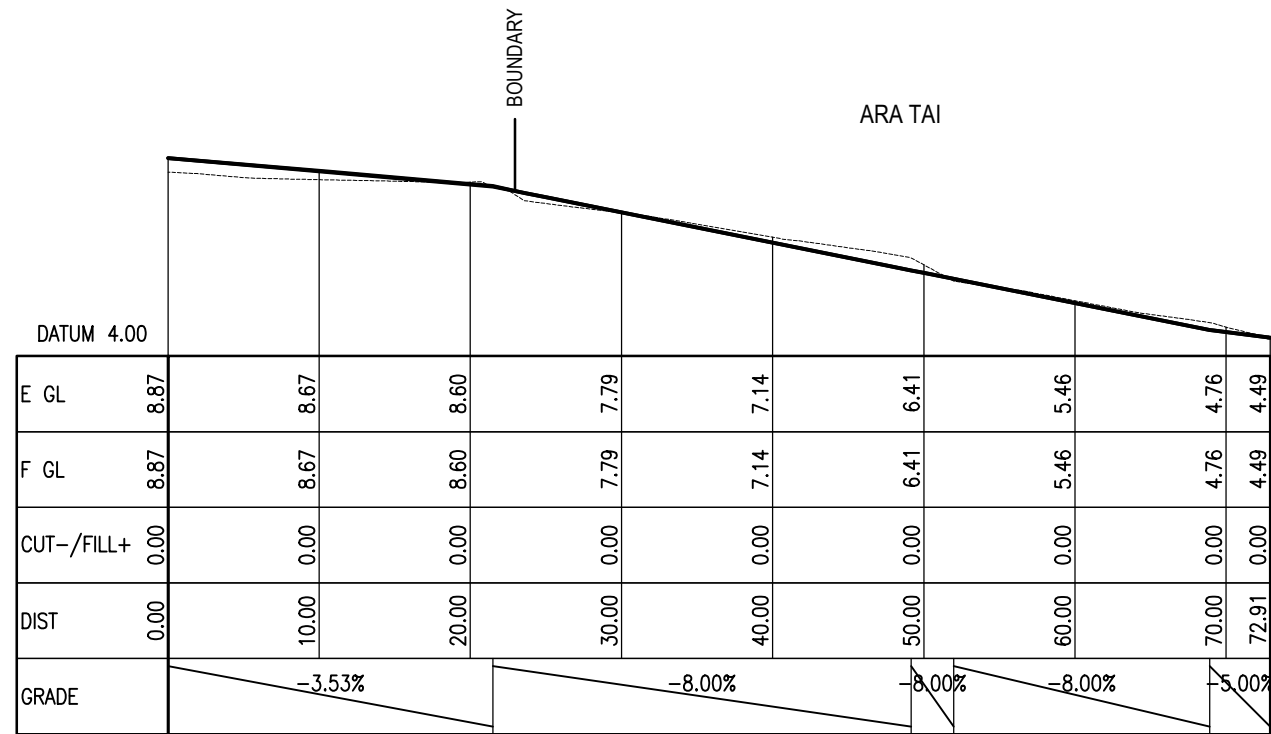 BOUNDARY
ARA TAI
DATUM 4.00
E GL 8.87 8.67 8.60 7.79 7.14 6.41 5.46 4.76 4.49
F GL 8.87 8.67 8.60 7.79 7.14 6.41 5.46 4.76 4.49
CUT-/FILL+ 0.00 0.00 0.00 0.00 0.00 0.00 0.00 0.00 0.00
DIST 0.00 10.00 20.00 30.00 40.00 50.00 60.00 70.00 72.91
GRADE -3.53% -8.00% -8.00% -8.00% -5.00%